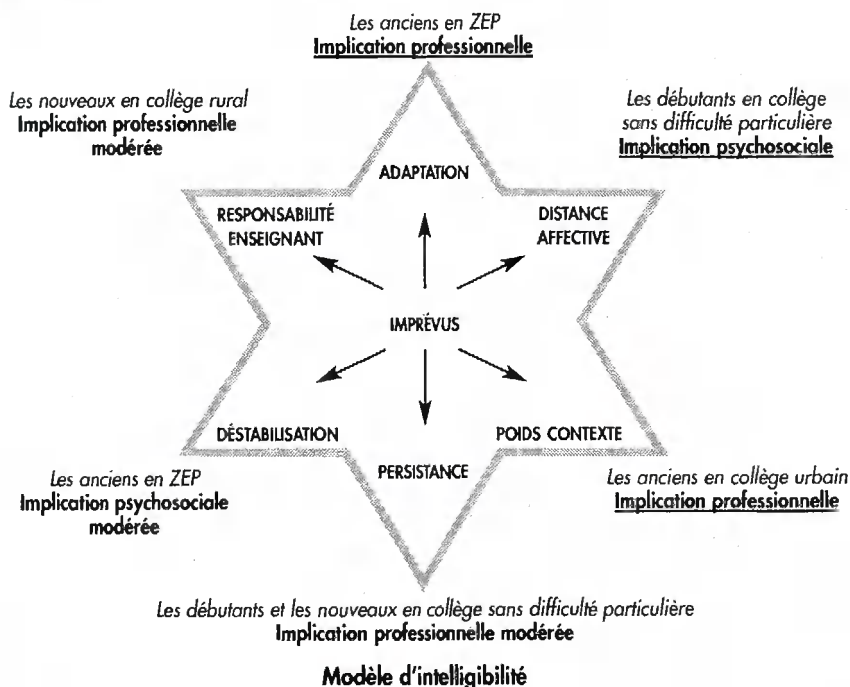 Les anciens en ZEP
Implication professionnelle
Les nouveaux en collège rural
Implication professionnelle
modérée
Les débutants en collège
sans difficulté particulière
Implication psychosociale
ADAPTATION
RESPONSABILITÉ
ENSEIGNANT
DISTANCE
AFFECTIVE
IMPRÉVUS
DÉSTABILISATION
PERSISTANCE
POIDS CONTEXTE
Les anciens en ZEP
Implication psychosociale
modérée
Les anciens en collège urbain
Implication professionnelle
Les débutants et les nouveaux en collège sans difficulté particulière
Implication professionnelle modérée
Modèle d'intelligibilité